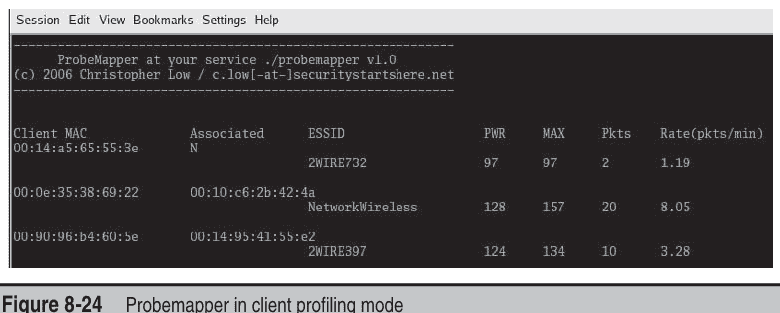 Session Edit View Bookmarks Settings Help
-----------------------------------------------------------
ProbeMapper at your service ./probemapper v1.0
(c) 2006 Christopher Low / c.low[-at-]securitystartshere.net
-----------------------------------------------------------
Client MAC Associated ESSID PWR MAX Pkts Rate(pkts/min)
00:14:a5:65:55:3e N
2WIRE732 97 97 2 1.19
00:0e:35:38:69:22 00:10:c6:2b:42:4a
NetworkWireless 128 157 20 8.05
00:90:96:b4:60:5e 00:14:95:41:55:e2
2WIRE397 124 134 10 3.28
Figure 8-24 Probemapper in client profiling mode